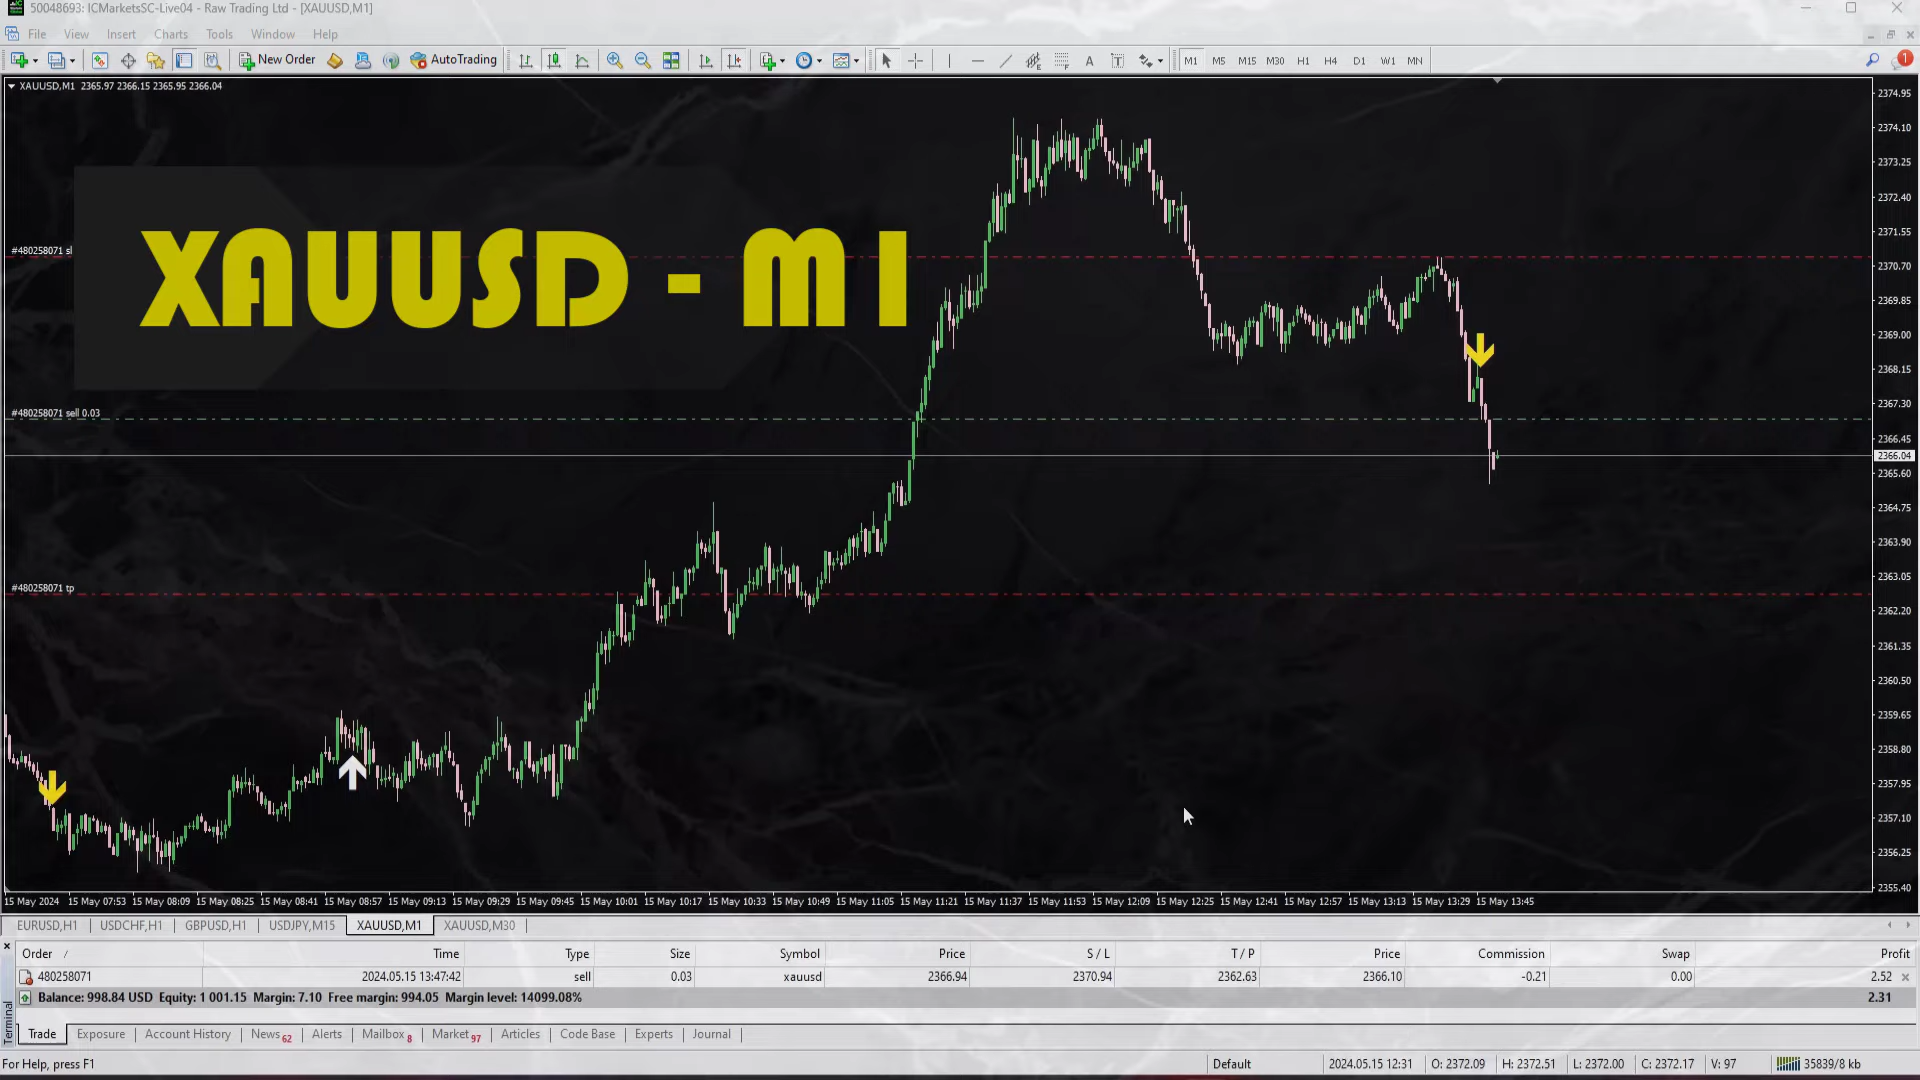 50048693: ICMarketsSC-Live04 - Raw Trading Ltd - [XAUUSD,M1]
File View Insert Charts Tools Window Help
New Order AutoTrading A T M1 M5 M15 M30 H1 H4 D1 W1 MN 1
XAUUSD,M1 2365.97 2366.15 2365.95 2366.04
XAUUSD - M1
#480258071 sl
#480258071 sell 0.03
#480258071 tp
2374.95
2374.10
2373.25
2372.40
2371.55
2370.70
2369.85
2369.00
2368.15
2367.30
2366.45
2366.04
2365.60
2364.75
2363.90
2363.05
2362.20
2361.35
2360.50
2359.65
2358.80
2357.95
2357.10
2356.25
2355.40
15 May 2024 15 May 07:53 15 May 08:09 15 May 08:25 15 May 08:41 15 May 08:57 15 May 09:13 15 May 09:29 15 May 09:45 15 May 10:01 15 May 10:17 15 May 10:33 15 May 10:49 15 May 11:05 15 May 11:21 15 May 11:37 15 May 11:53 15 May 12:09 15 May 12:25 15 May 12:41 15 May 12:57 15 May 13:13 15 May 13:29 15 May 13:45
EURUSD,H1 USDCHF,H1 GBPUSD,H1 USDJPY,M15 XAUUSD,M1 XAUUSD,M30
Order / Time Type Size Symbol Price S / L T / P Price Commission Swap Profit
480258071 2024.05.15 13:47:42 sell 0.03 xauusd 2366.94 2370.94 2362.63 2366.10 -0.21 0.00 2.52
Balance: 998.84 USD Equity: 1 001.15 Margin: 7.10 Free margin: 994.05 Margin level: 14099.08% 2.31
Terminal
Trade Exposure Account History News 62 Alerts Mailbox 8 Market 97 Articles Code Base Experts Journal
For Help, press F1 Default 2024.05.15 12:31 O: 2372.09 H: 2372.51 L: 2372.00 C: 2372.17 V: 97 35839/8 kb